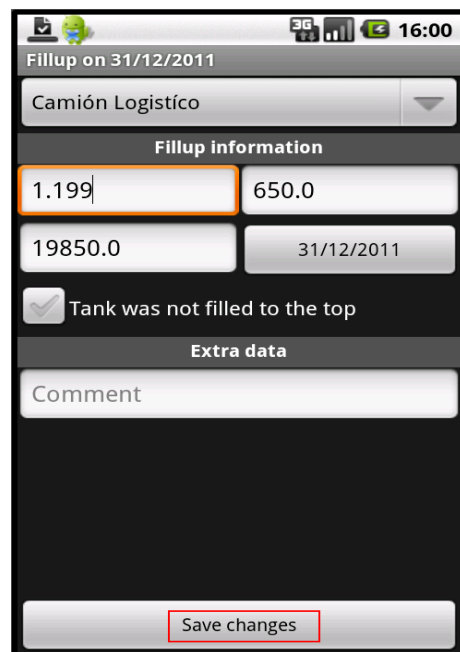 3G 16:00
Fillup on 31/12/2011
Camión Logistíco
Fillup information
1.199 650.0
19850.0 31/12/2011
Tank was not filled to the top
Extra data
Comment
Save changes